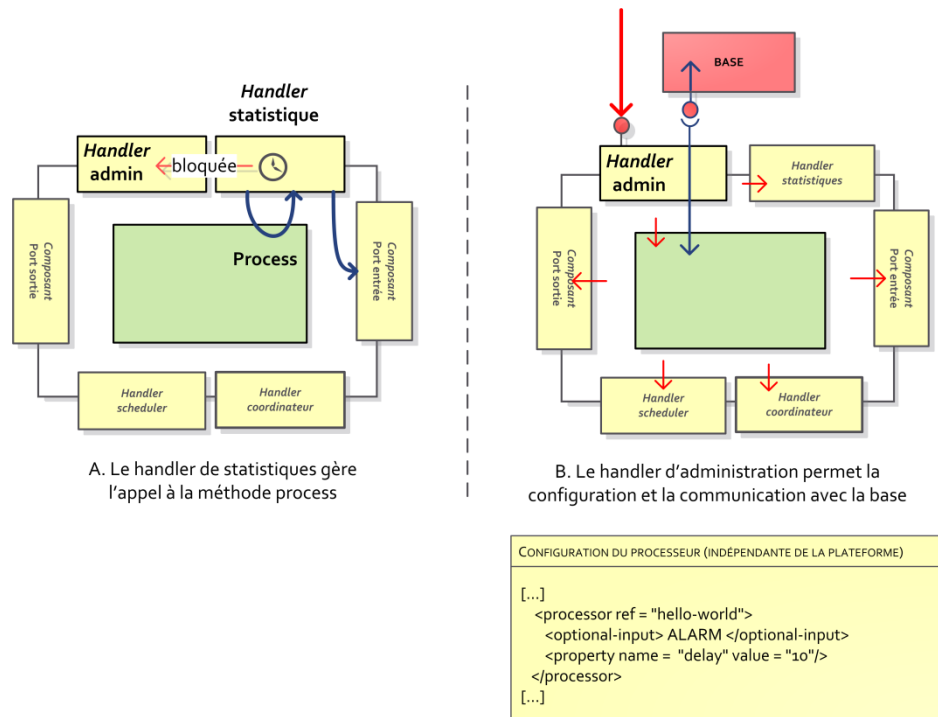 Handler
statistique
Handler
admin
bloquée
Composant
Port sortie
Process
Composant
Port entrée
Handler
scheduler
Handler
coordinateur
A. Le handler de statistiques gère
l'appel à la méthode process
BASE
Handler
admin
Handler
statistiques
Composant
Port sortie
Composant
Port entrée
Handler
scheduler
Handler
coordinateur
B. Le handler d'administration permet la
configuration et la communication avec la base
CONFIGURATION DU PROCESSEUR (INDÉPENDANTE DE LA PLATEFORME)
[...]
<processor ref = "hello-world">
<optional-input> ALARM </optional-input>
<property name = "delay" value = "10"/>
</processor>
[...]